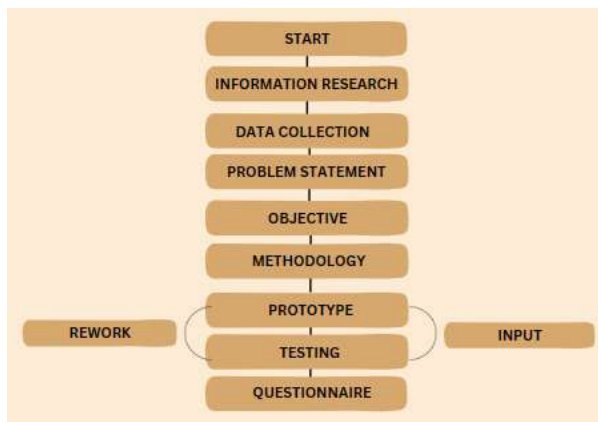 START
INFORMATION RESEARCH
DATA COLLECTION
PROBLEM STATEMENT
OBJECTIVE
METHODOLOGY
PROTOTYPE
REWORK
INPUT
TESTING
QUESTIONNAIRE